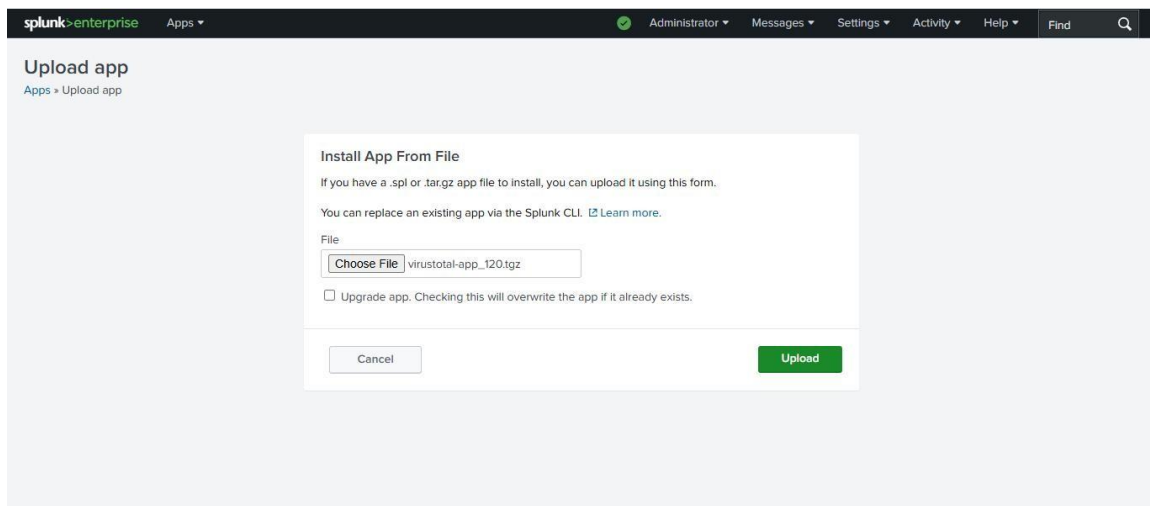 splunk>enterprise Apps Administrator Messages Settings Activity Help Find
Upload app
Apps » Upload app
Install App From File
If you have a .spl or .tar.gz app file to install, you can upload it using this form.
You can replace an existing app via the Splunk CLI. Learn more.
File
Choose File virustotal-app_120.tgz
Upgrade app. Checking this will overwrite the app if it already exists.
Cancel Upload